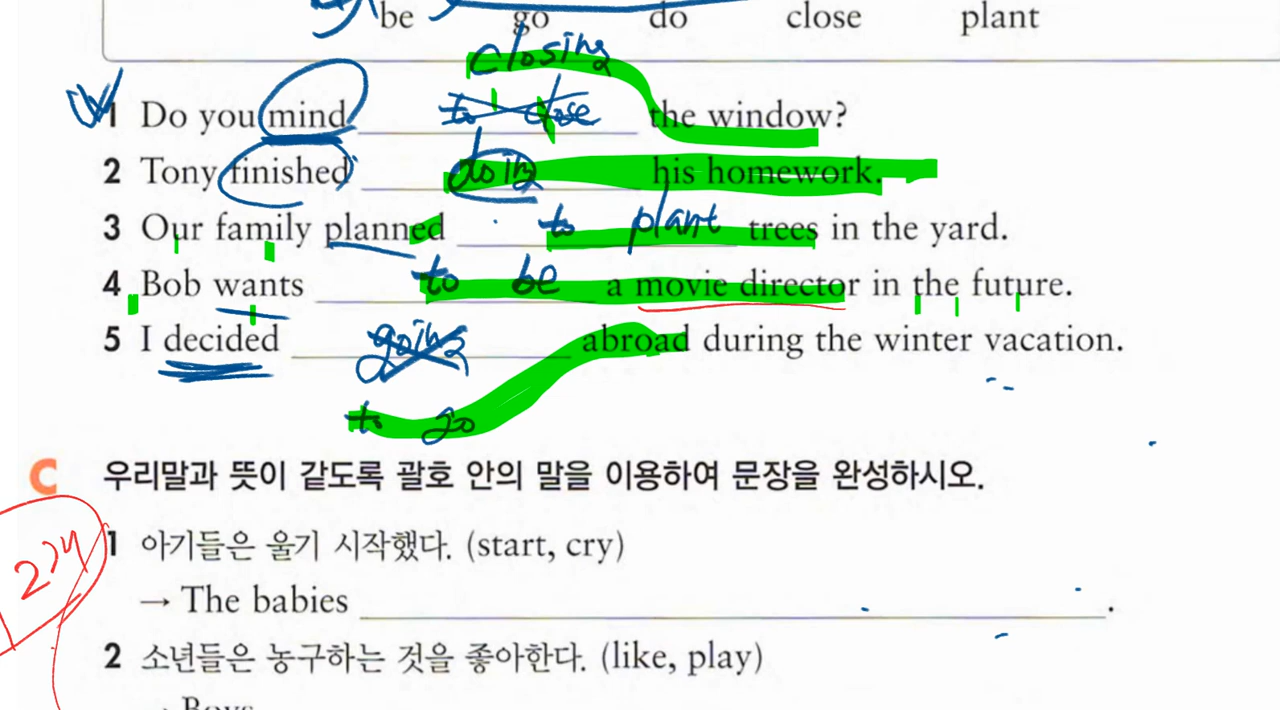 be go do close plant
closing
1 Do you mind to close the window?
2 Tony finished doing his homework.
3 Our family planned to plant trees in the yard.
4 Bob wants to be a movie director in the future.
5 I decided going abroad during the winter vacation.
to go
C 우리말과 뜻이 같도록 괄호 안의 말을 이용하여 문장을 완성하시오.
1 아기들은 울기 시작했다. (start, cry)
→ The babies .
2 소년들은 농구하는 것을 좋아한다. (like, play)
→ Boys